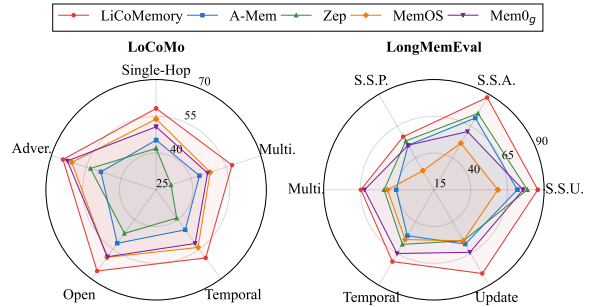 LiCoMemory A-Mem Zep MemOS Mem0g
LoCoMo
Single-Hop
70
55
40
25
Multi.
Adver.
Open
Temporal
LongMemEval
S.S.P.
S.S.A.
90
65
40
15
Multi.
S.S.U.
Temporal
Update